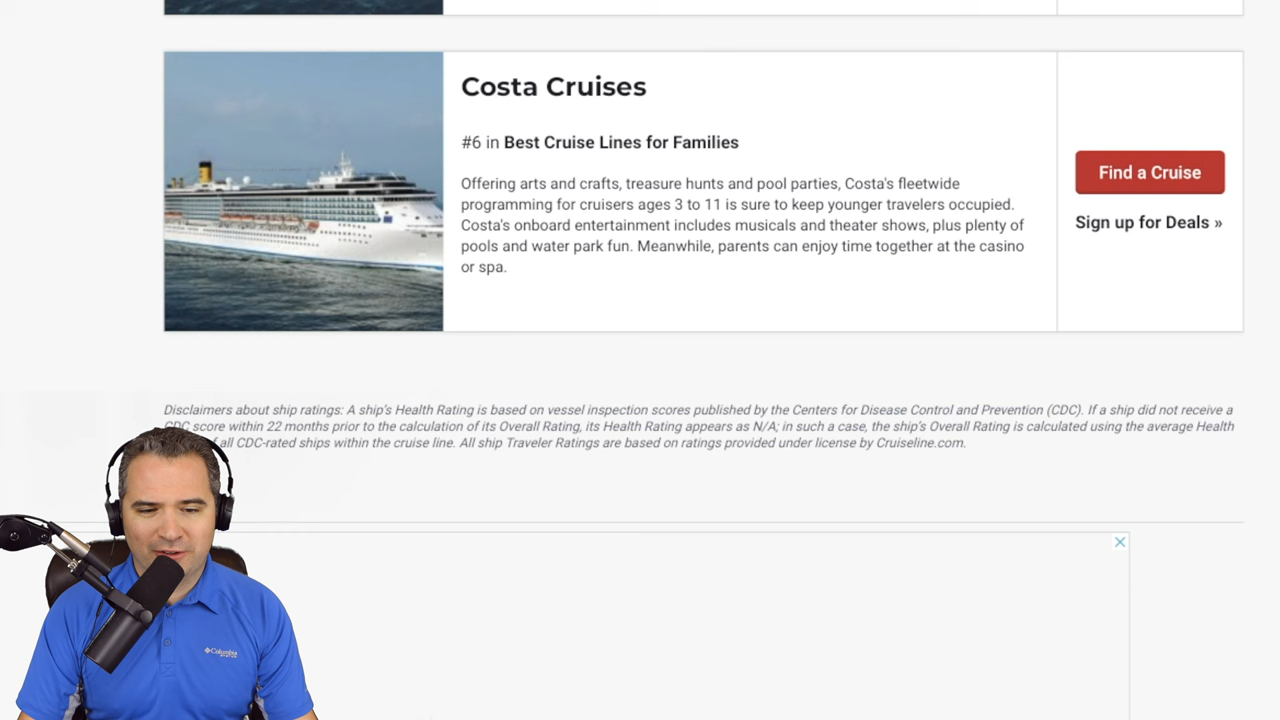 Costa Cruises
#6 in Best Cruise Lines for Families
Offering arts and crafts, treasure hunts and pool parties, Costa's fleetwide
programming for cruisers ages 3 to 11 is sure to keep younger travelers occupied.
Costa's onboard entertainment includes musicals and theater shows, plus plenty of
pools and water park fun. Meanwhile, parents can enjoy time together at the casino
or spa.
Find a Cruise
Sign up for Deals »
Disclaimers about ship ratings: A ship's Health Rating is based on vessel inspection scores published by the Centers for Disease Control and Prevention (CDC). If a ship did not receive a
CDC score within 22 months prior to the calculation of its Overall Rating, its Health Rating appears as N/A; in such a case, the ship's Overall Rating is calculated using the average Health
of all CDC-rated ships within the cruise line. All ship Traveler Ratings are based on ratings provided under license by Cruiseline.com.
Columbia